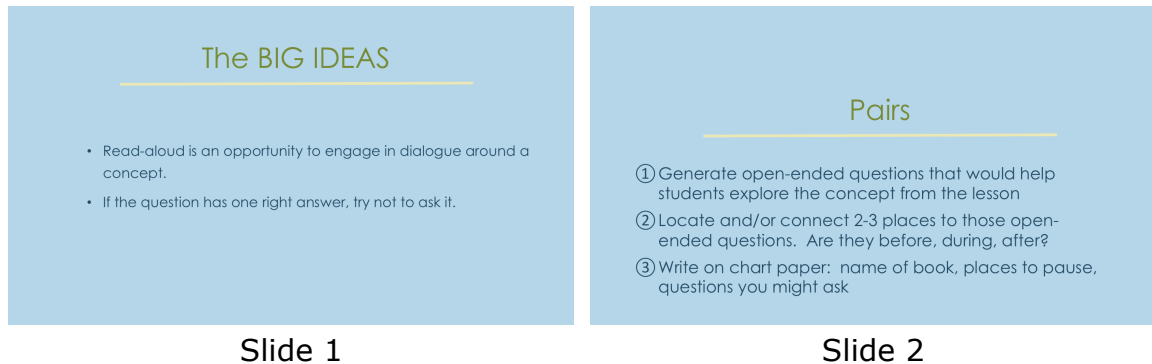 The BIG IDEAS
• Read-aloud is an opportunity to engage in dialogue around a
concept.
• If the question has one right answer, try not to ask it.
Slide 1
Pairs
① Generate open-ended questions that would help
students explore the concept from the lesson
② Locate and/or connect 2-3 places to those open-
ended questions.  Are they before, during, after?
③ Write on chart paper:  name of book, places to pause,
questions you might ask
Slide 2